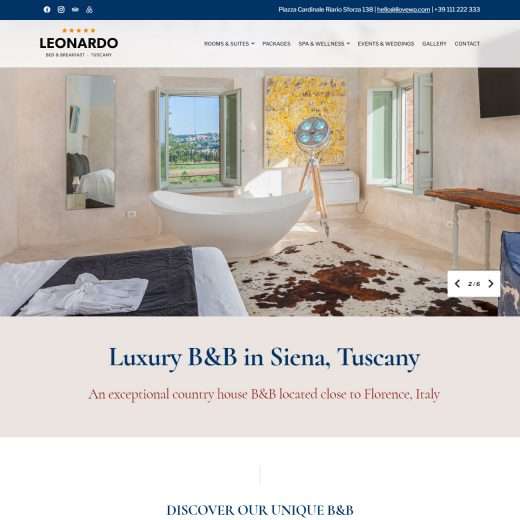 Piazza Cardinale Riario Sforza 138 | hello@ilovewp.com | +39 111 222 333
LEONARDO
BED & BREAKFAST · TUSCANY
ROOMS & SUITES PACKAGES SPA & WELLNESS EVENTS & WEDDINGS GALLERY CONTACT
2 / 6
Luxury B&B in Siena, Tuscany
An exceptional country house B&B located close to Florence, Italy
DISCOVER OUR UNIQUE B&B